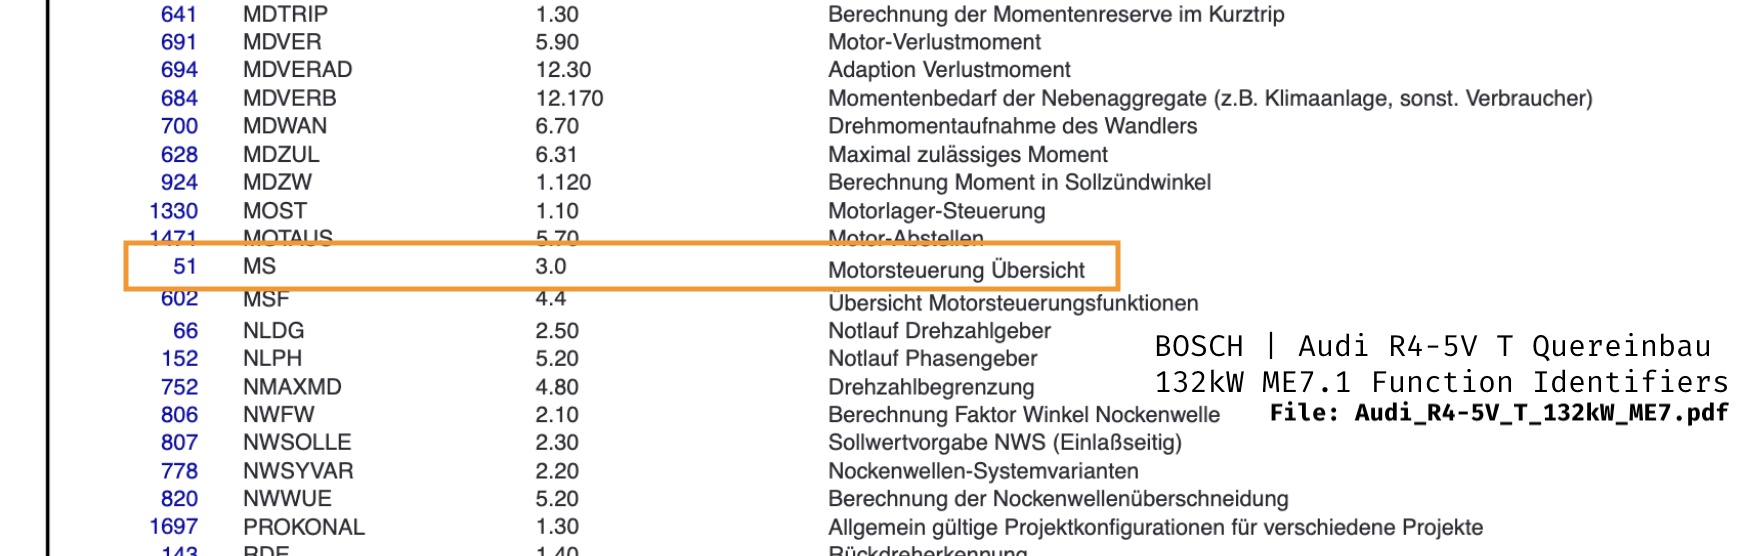 641 MDTRIP 1.30 Berechnung der Momentenreserve im Kurztrip
691 MDVER 5.90 Motor-Verlustmoment
694 MDVERAD 12.30 Adaption Verlustmoment
684 MDVERB 12.170 Momentenbedarf der Nebenaggregate (z.B. Klimaanlage, sonst. Verbraucher)
700 MDWAN 6.70 Drehmomentaufnahme des Wandlers
628 MDZUL 6.31 Maximal zulässiges Moment
924 MDZW 1.120 Berechnung Moment in Sollzündwinkel
1330 MOST 1.10 Motorlager-Steuerung
1471 MOTAUS 5.70 Motor-Abstellen
51 MS 3.0 Motorsteuerung Übersicht
602 MSF 4.4 Übersicht Motorsteuerungsfunktionen
66 NLDG 2.50 Notlauf Drehzahlgeber
152 NLPH 5.20 Notlauf Phasengeber
752 NMAXMD 4.80 Drehzahlbegrenzung
806 NWFW 2.10 Berechnung Faktor Winkel Nockenwelle
807 NWSOLLE 2.30 Sollwertvorgabe NWS (Einlaßseitig)
778 NWSYVAR 2.20 Nockenwellen-Systemvarianten
820 NWWUE 5.20 Berechnung der Nockenwellenüberschneidung
1697 PROKONAL 1.30 Allgemein gültige Projektkonfigurationen für verschiedene Projekte
143 RDE 1.40 Rückdreherkennung
BOSCH | Audi R4-5V T Quereinbau
132kW ME7.1 Function Identifiers
File: Audi_R4-5V_T_132kW_ME7.pdf